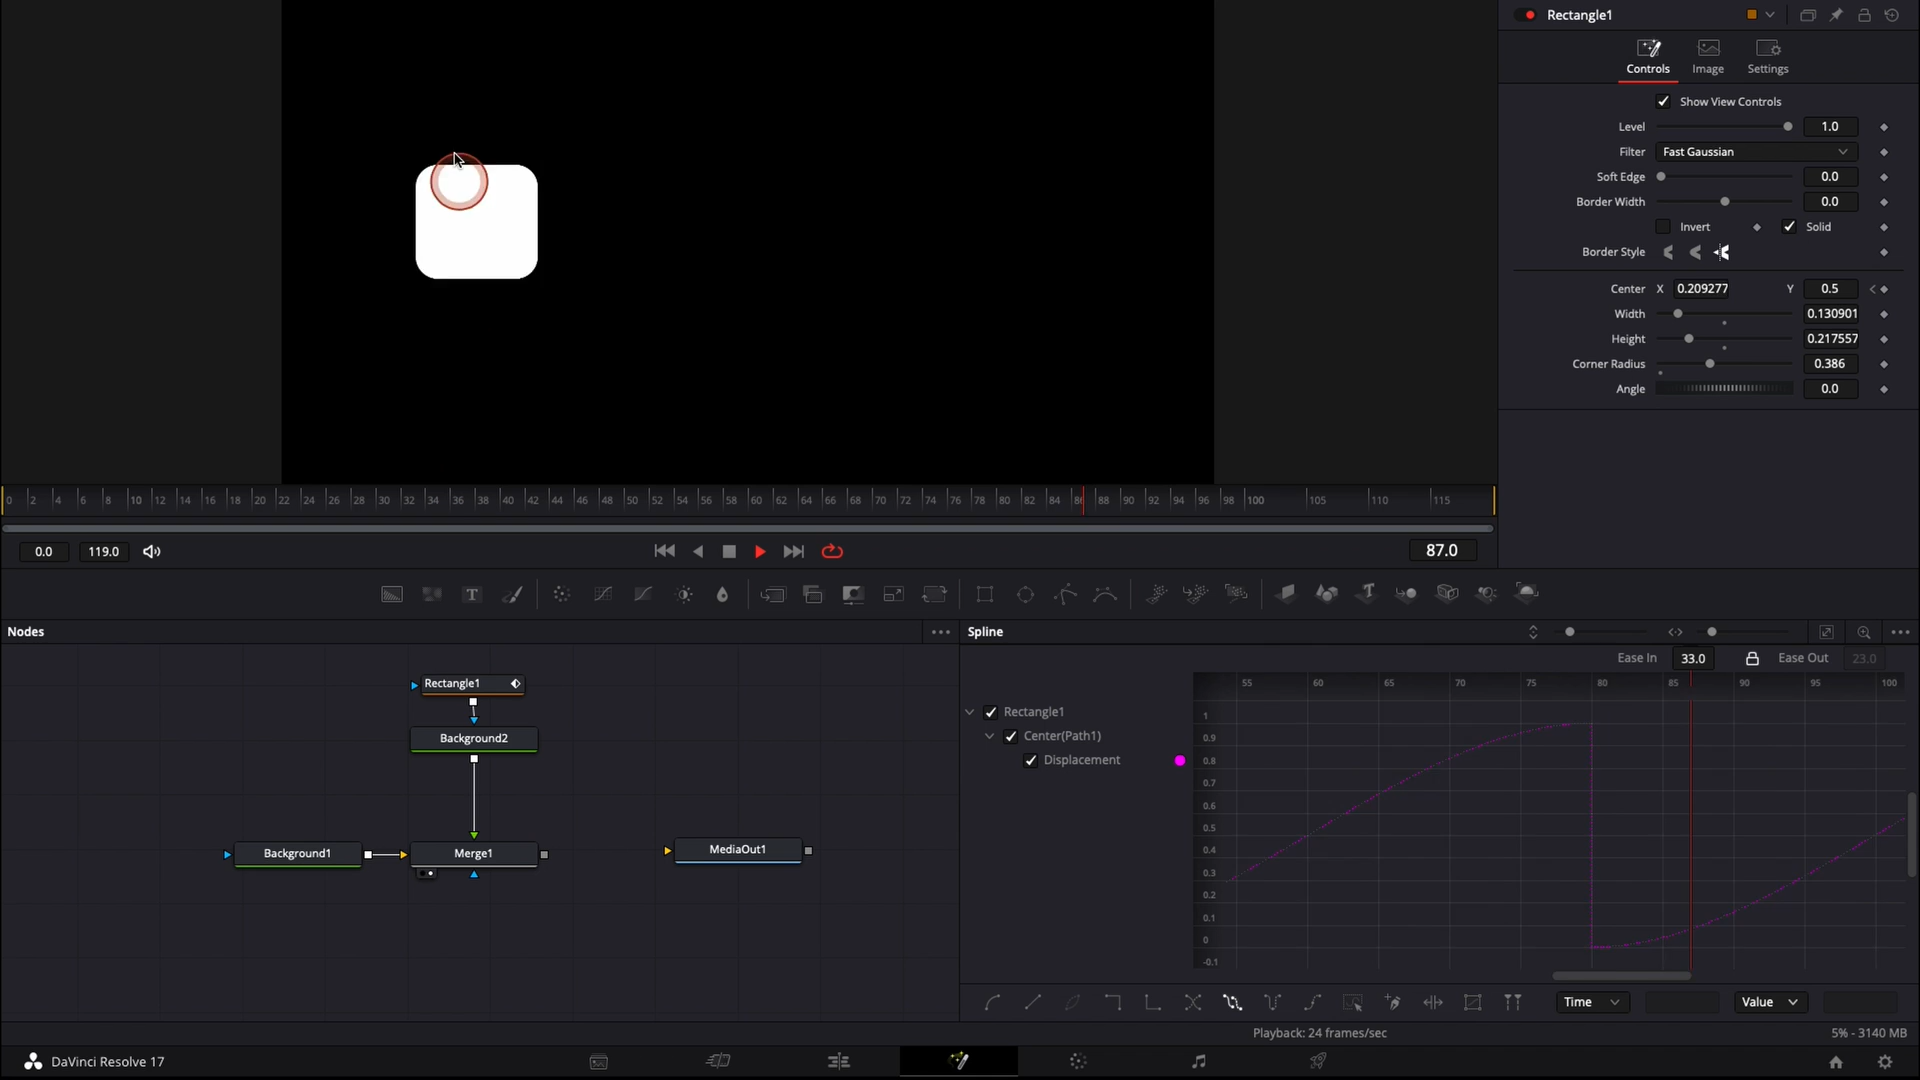 Rectangle1
Controls
Image
Settings
Show View Controls
Level 1.0
Filter Fast Gaussian
Soft Edge 0.0
Border Width 0.0
Invert Solid
Border Style
Center X 0.209277 Y 0.5
Width 0.130901
Height 0.217557
Corner Radius 0.386
Angle 0.0
0 2 4 6 8 10 12 14 16 18 20 22 24 26 28 30 32 34 36 38 40 42 44 46 48 50 52 54 56 58 60 62 64 66 68 70 72 74 76 78 80 82 84 86 88 90 92 94 96 98 100 105 110 115
0.0 119.0 87.0
Nodes
Spline
Ease In 33.0 Ease Out 23.0
55 60 65 70 75 80 85 90 95 100
Rectangle1
Center(Path1)
Displacement
1
0.9
0.8
0.7
0.6
0.5
0.4
0.3
0.2
0.1
0
-0.1
Rectangle1
Background2
Background1
Merge1
MediaOut1
Time Value
Playback: 24 frames/sec
5% - 3140 MB
DaVinci Resolve 17